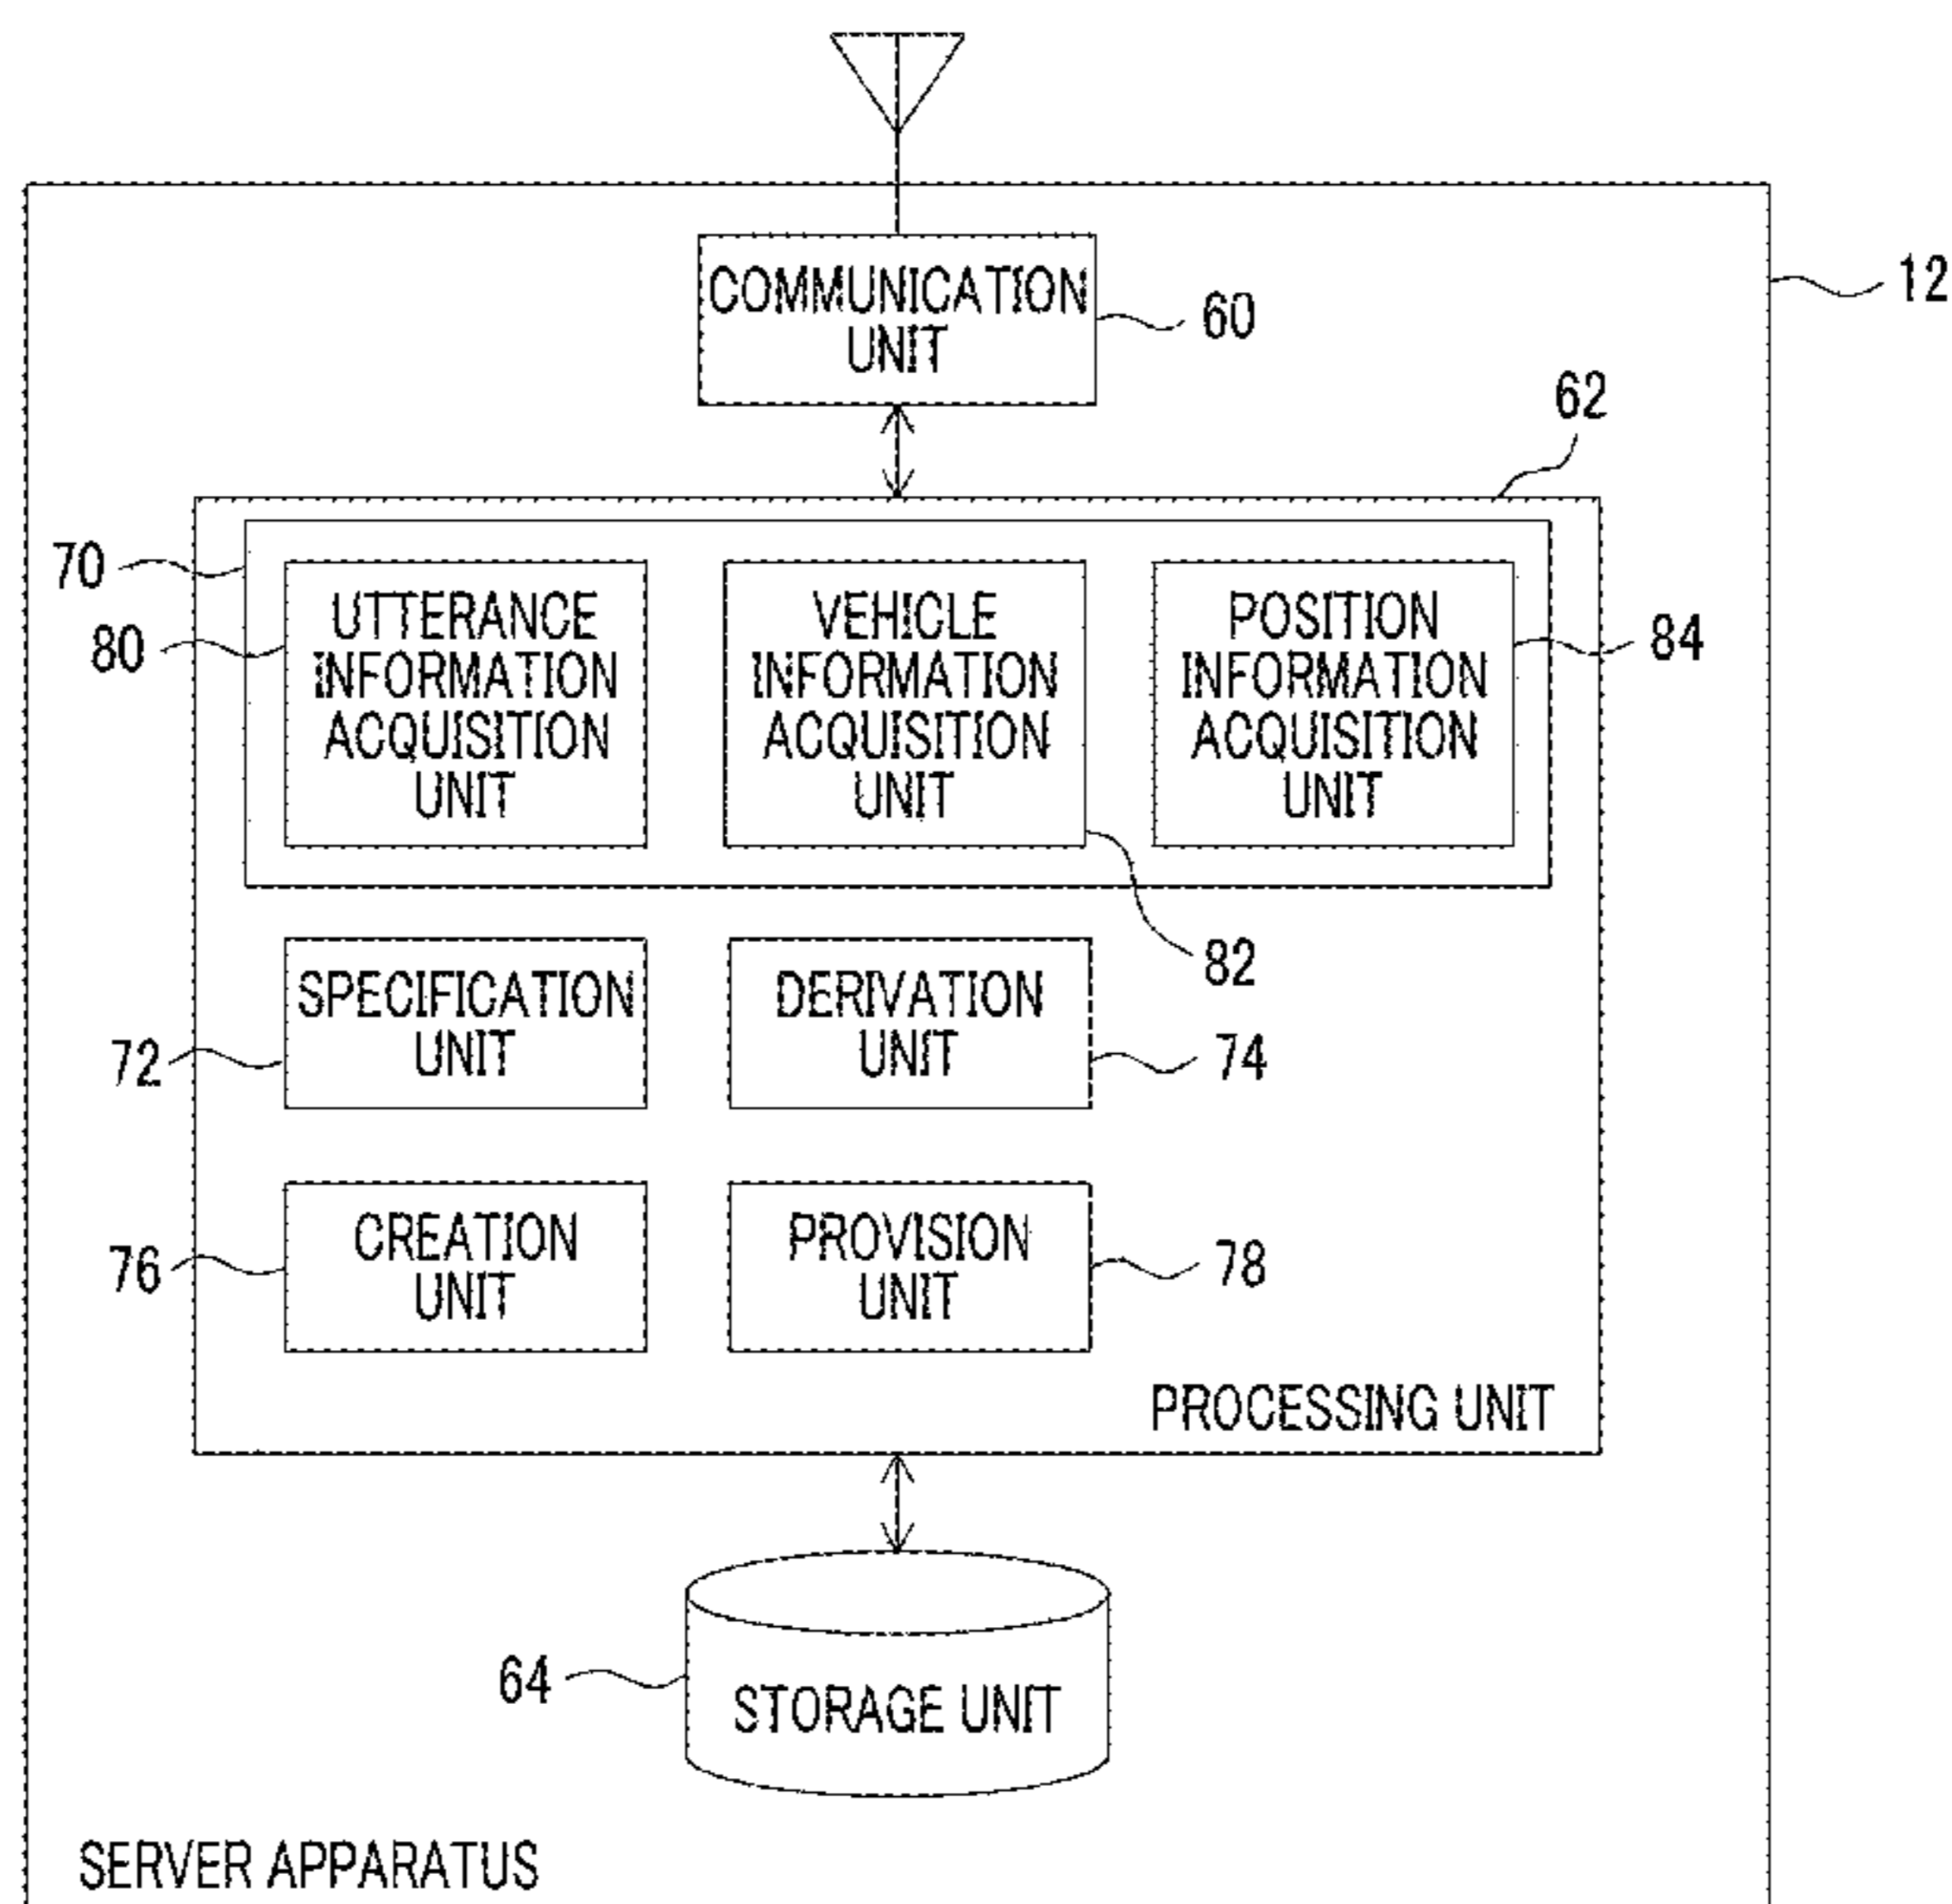 COMMUNICATION
UNIT
60
12
62
70
80
UTTERANCE
INFORMATION
ACQUISITION
UNIT
VEHICLE
INFORMATION
ACQUISITION
UNIT
POSITION
INFORMATION
ACQUISITION
UNIT
84
82
72
SPECIFICATION
UNIT
DERIVATION
UNIT
74
76
CREATION
UNIT
PROVISION
UNIT
78
PROCESSING UNIT
64
STORAGE UNIT
SERVER APPARATUS